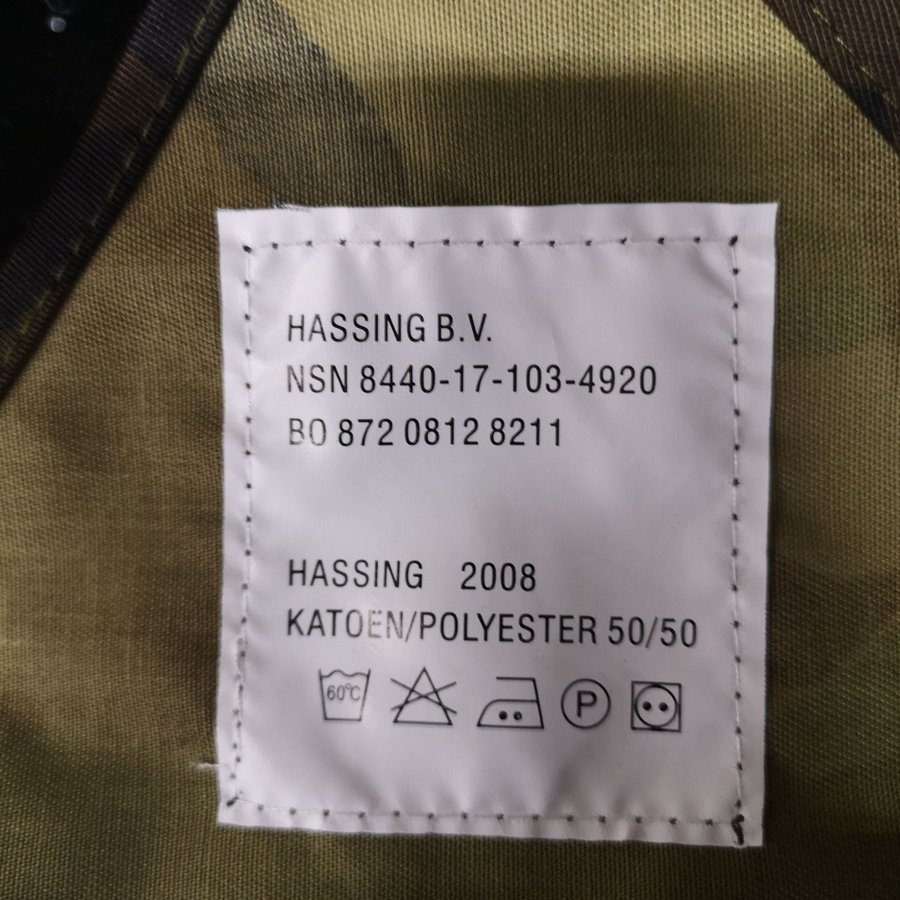 HASSING B.V.
NSN 8440-17-103-4920
BO 872 0812 8211
HASSING 2008
KATOEN/POLYESTER 50/50
60°C P